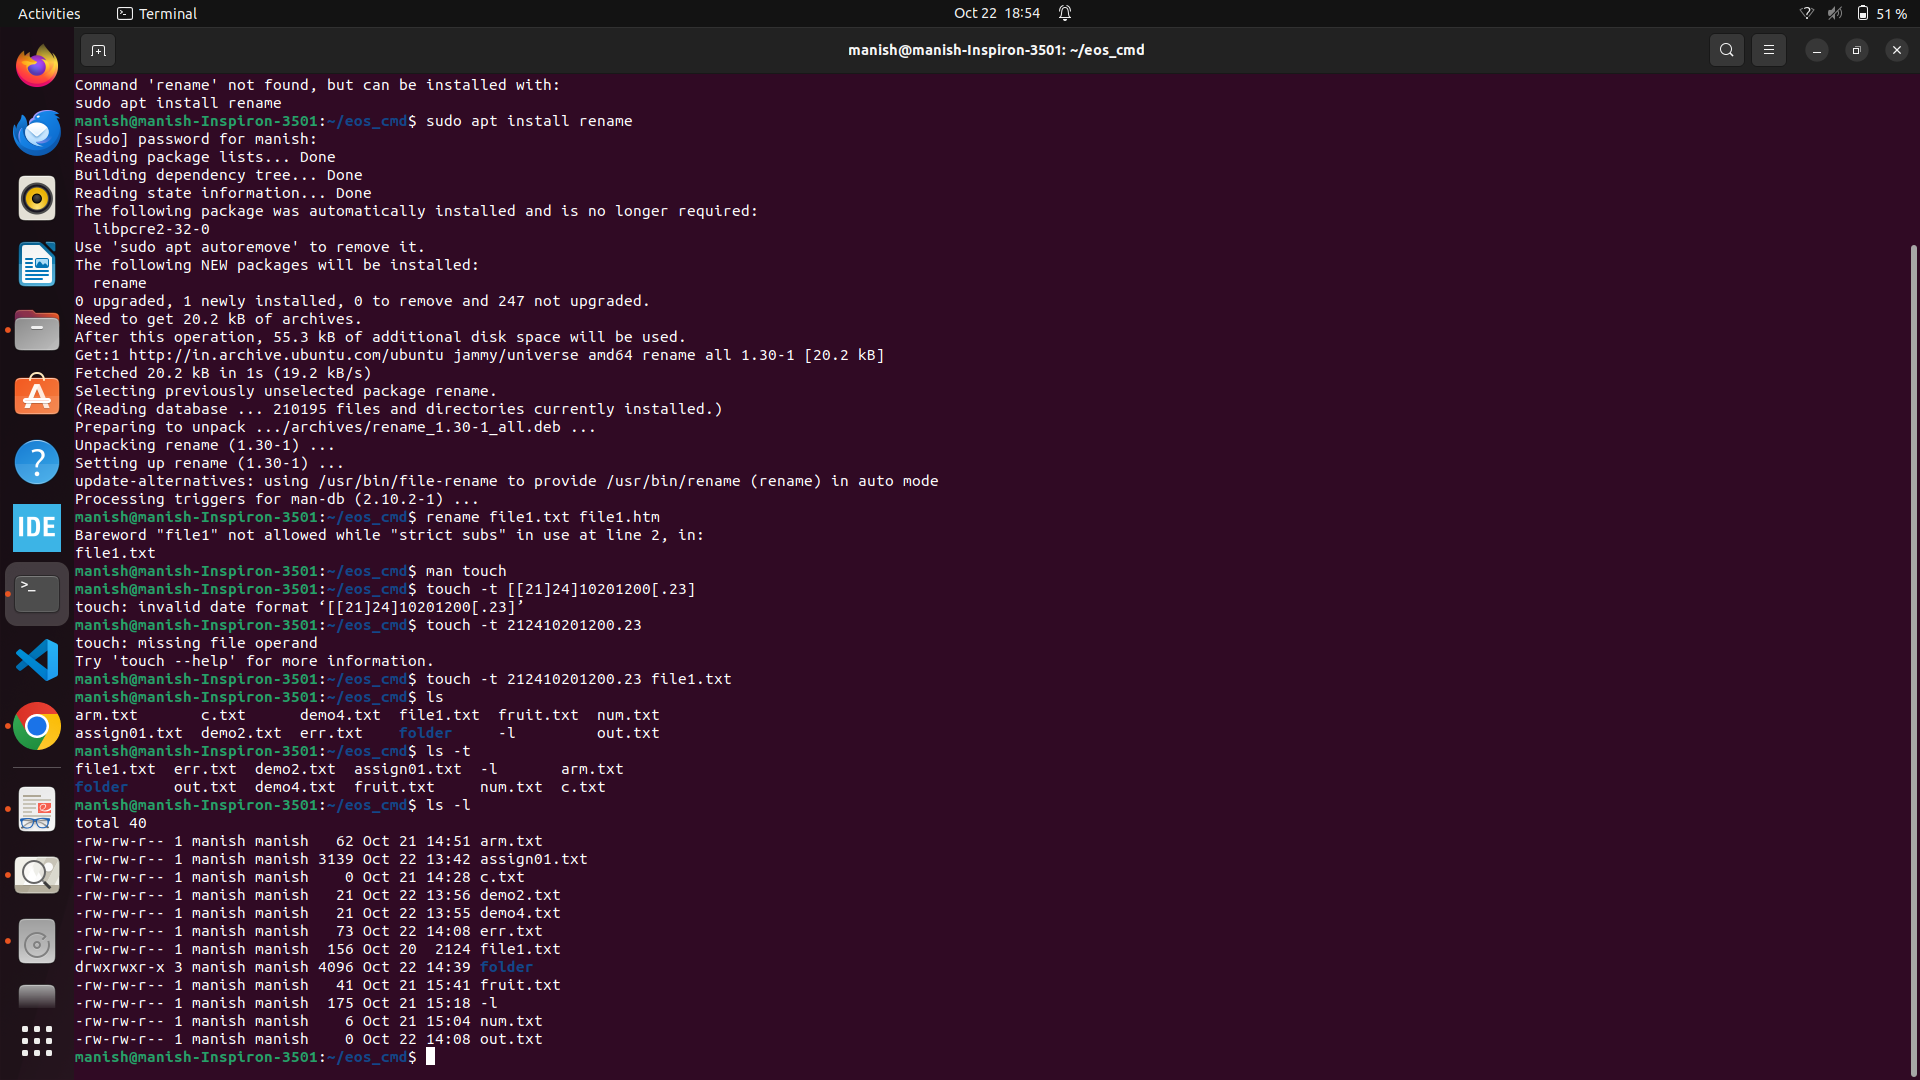 Activities Terminal Oct 22 18:54 51 %
manish@manish-Inspiron-3501: ~/eos_cmd
Command 'rename' not found, but can be installed with:
sudo apt install rename
manish@manish-Inspiron-3501:~/eos_cmd$ sudo apt install rename
[sudo] password for manish:
Reading package lists... Done
Building dependency tree... Done
Reading state information... Done
The following package was automatically installed and is no longer required:
  libpcre2-32-0
Use 'sudo apt autoremove' to remove it.
The following NEW packages will be installed:
  rename
0 upgraded, 1 newly installed, 0 to remove and 247 not upgraded.
Need to get 20.2 kB of archives.
After this operation, 55.3 kB of additional disk space will be used.
Get:1 http://in.archive.ubuntu.com/ubuntu jammy/universe amd64 rename all 1.30-1 [20.2 kB]
Fetched 20.2 kB in 1s (19.2 kB/s)
Selecting previously unselected package rename.
(Reading database ... 210195 files and directories currently installed.)
Preparing to unpack .../archives/rename_1.30-1_all.deb ...
Unpacking rename (1.30-1) ...
Setting up rename (1.30-1) ...
update-alternatives: using /usr/bin/file-rename to provide /usr/bin/rename (rename) in auto mode
Processing triggers for man-db (2.10.2-1) ...
manish@manish-Inspiron-3501:~/eos_cmd$ rename file1.txt file1.htm
Bareword "file1" not allowed while "strict subs" in use at line 2, in:
file1.txt
manish@manish-Inspiron-3501:~/eos_cmd$ man touch
manish@manish-Inspiron-3501:~/eos_cmd$ touch -t [[21]24]10201200[.23]
touch: invalid date format ‘[[21]24]10201200[.23]’
manish@manish-Inspiron-3501:~/eos_cmd$ touch -t 212410201200.23
touch: missing file operand
Try 'touch --help' for more information.
manish@manish-Inspiron-3501:~/eos_cmd$ touch -t 212410201200.23 file1.txt
manish@manish-Inspiron-3501:~/eos_cmd$ ls
arm.txt       c.txt      demo4.txt  file1.txt  fruit.txt  num.txt
assign01.txt  demo2.txt  err.txt    folder     -l         out.txt
manish@manish-Inspiron-3501:~/eos_cmd$ ls -t
file1.txt  err.txt  demo2.txt  assign01.txt  -l       arm.txt
folder     out.txt  demo4.txt  fruit.txt     num.txt  c.txt
manish@manish-Inspiron-3501:~/eos_cmd$ ls -l
total 40
-rw-rw-r-- 1 manish manish   62 Oct 21 14:51 arm.txt
-rw-rw-r-- 1 manish manish 3139 Oct 22 13:42 assign01.txt
-rw-rw-r-- 1 manish manish    0 Oct 21 14:28 c.txt
-rw-rw-r-- 1 manish manish   21 Oct 22 13:56 demo2.txt
-rw-rw-r-- 1 manish manish   21 Oct 22 13:55 demo4.txt
-rw-rw-r-- 1 manish manish   73 Oct 22 14:08 err.txt
-rw-rw-r-- 1 manish manish  156 Oct 20  2124 file1.txt
drwxrwxr-x 3 manish manish 4096 Oct 22 14:39 folder
-rw-rw-r-- 1 manish manish   41 Oct 21 15:41 fruit.txt
-rw-rw-r-- 1 manish manish  175 Oct 21 15:18 -l
-rw-rw-r-- 1 manish manish    6 Oct 21 15:04 num.txt
-rw-rw-r-- 1 manish manish    0 Oct 22 14:08 out.txt
manish@manish-Inspiron-3501:~/eos_cmd$
IDE